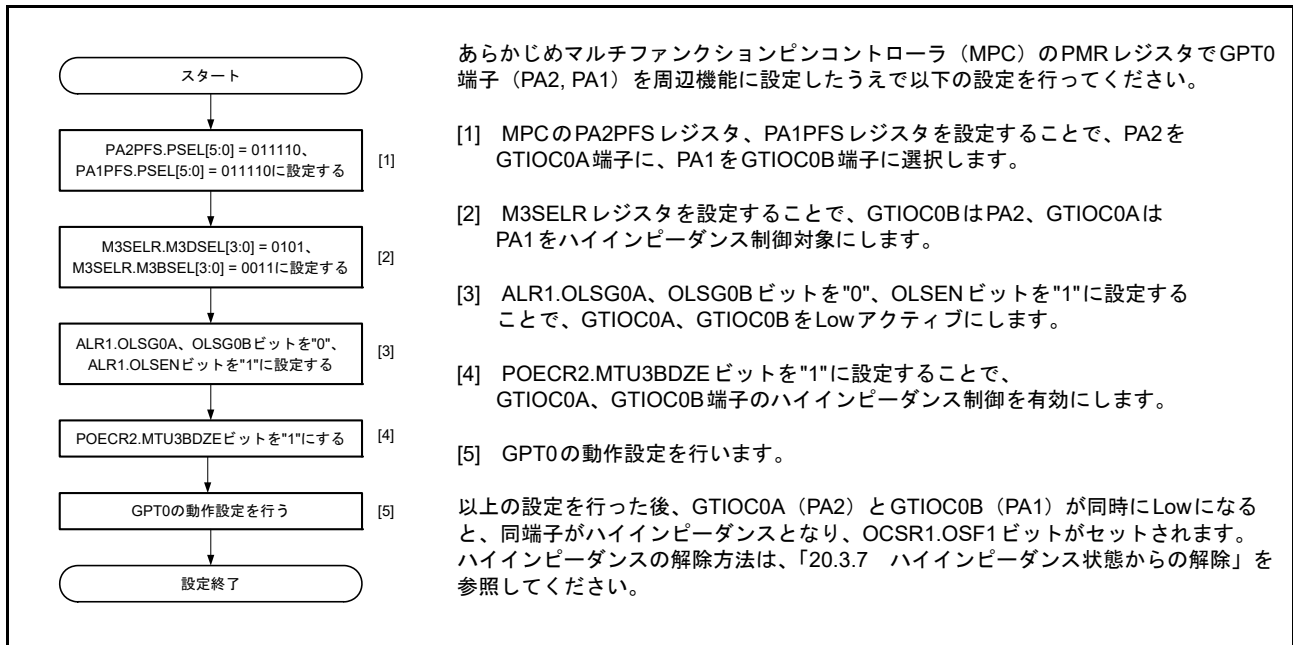 スタート
PA2PFS.PSEL[5:0] = 011110、
PA1PFS.PSEL[5:0] = 011110に設定する
[1]
M3SELR.M3DSEL[3:0] = 0101、
M3SELR.M3BSEL[3:0] = 0011に設定する
[2]
ALR1.OLSG0A、OLSG0Bビットを"0"、
ALR1.OLSENビットを"1"に設定する
[3]
POECR2.MTU3BDZEビットを"1"にする
[4]
GPT0の動作設定を行う
[5]
設定終了
あらかじめマルチファンクションピンコントローラ（MPC）のPMRレジスタでGPT0
端子（PA2, PA1）を周辺機能に設定したうえで以下の設定を行ってください。
[1] MPCのPA2PFSレジスタ、PA1PFSレジスタを設定することで、PA2を
GTIOC0A端子に、PA1をGTIOC0B端子に選択します。
[2] M3SELRレジスタを設定することで、GTIOC0BはPA2、GTIOC0Aは
PA1をハイインピーダンス制御対象にします。
[3] ALR1.OLSG0A、OLSG0Bビットを"0"、OLSENビットを"1"に設定する
ことで、GTIOC0A、GTIOC0BをLowアクティブにします。
[4] POECR2.MTU3BDZEビットを"1"に設定することで、
GTIOC0A、GTIOC0B端子のハイインピーダンス制御を有効にします。
[5] GPT0の動作設定を行います。
以上の設定を行った後、GTIOC0A（PA2）とGTIOC0B（PA1）が同時にLowになる
と、同端子がハイインピーダンスとなり、OCSR1.OSF1ビットがセットされます。
ハイインピーダンスの解除方法は、「20.3.7 ハイインピーダンス状態からの解除」を
参照してください。